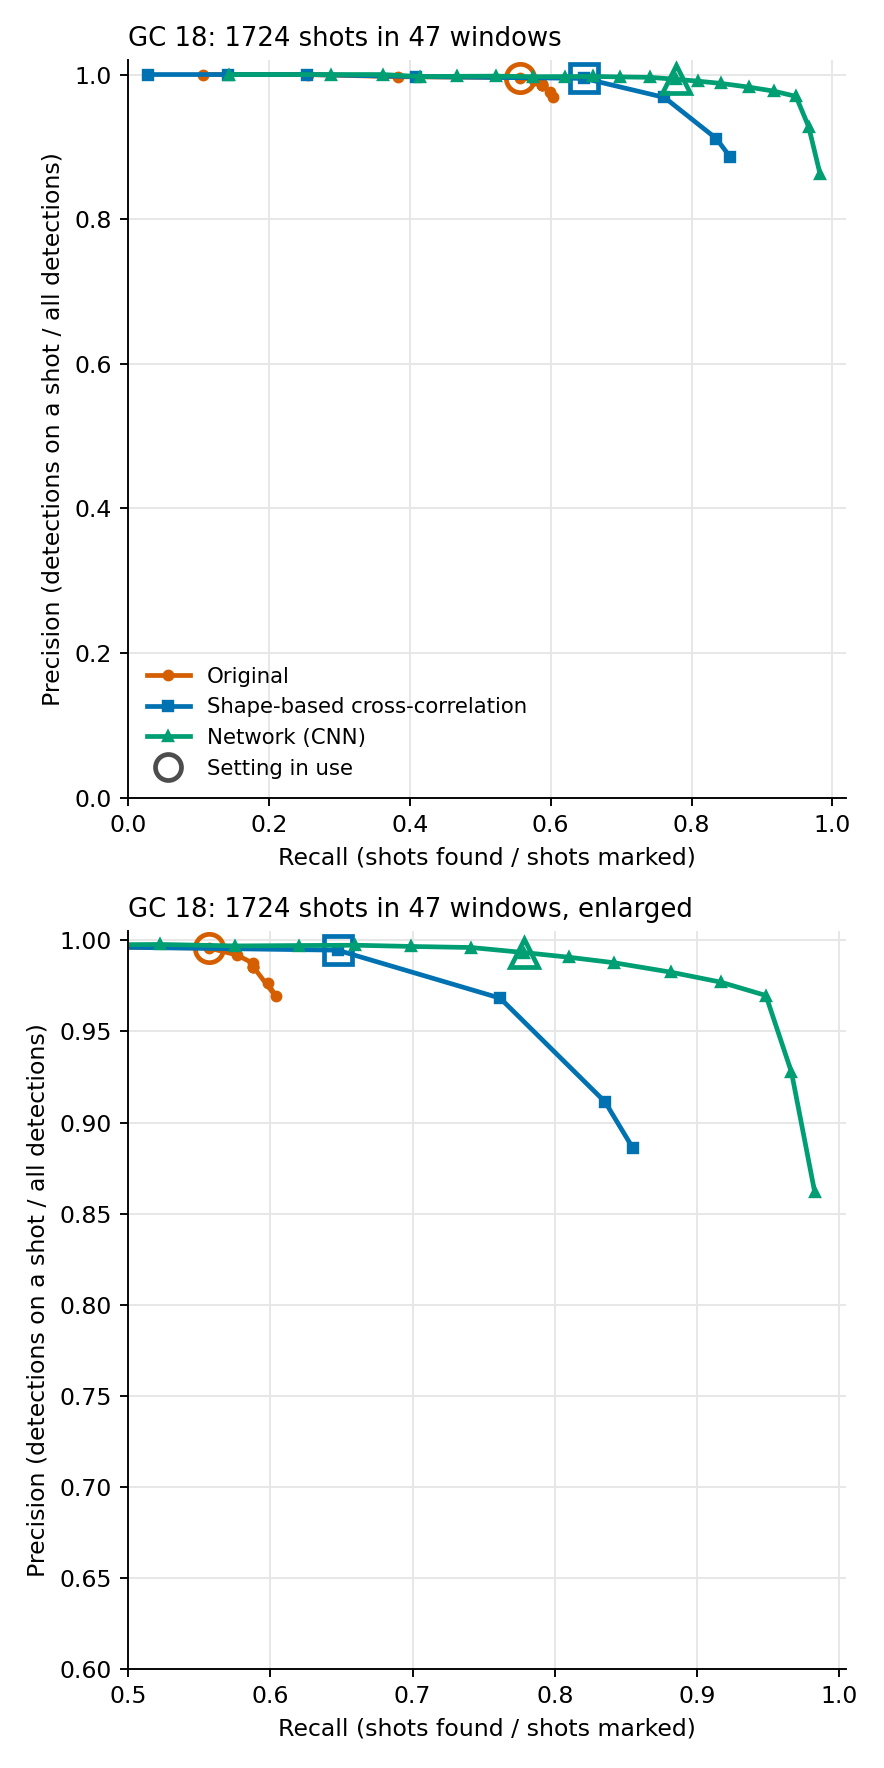 GC 18: 1724 shots in 47 windows
Precision (detections on a shot / all detections)
1.0
0.8
0.6
0.4
0.2
0.0
Original
Shape-based cross-correlation
Network (CNN)
Setting in use
0.0 0.2 0.4 0.6 0.8 1.0
Recall (shots found / shots marked)
GC 18: 1724 shots in 47 windows, enlarged
Precision (detections on a shot / all detections)
1.00
0.95
0.90
0.85
0.80
0.75
0.70
0.65
0.60
0.5 0.6 0.7 0.8 0.9 1.0
Recall (shots found / shots marked)